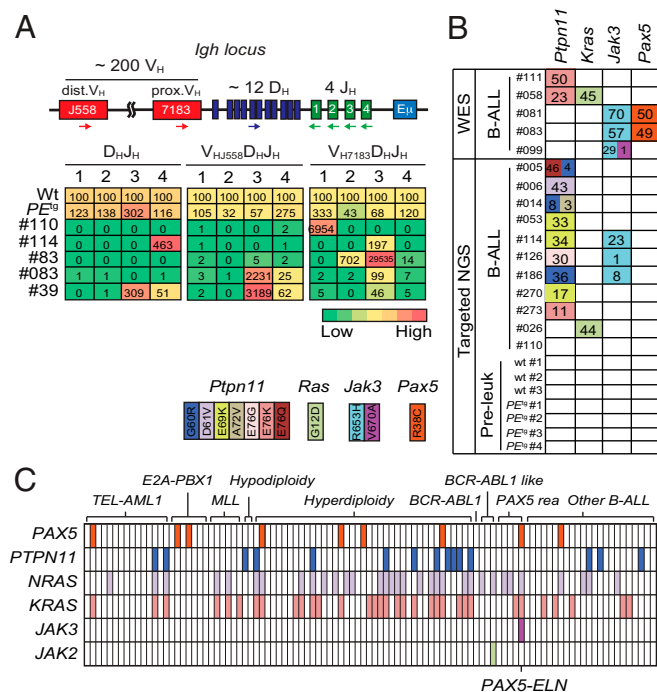 A
Igh locus
~ 200 VH
dist.VH prox.VH ~ 12 DH 4 JH
J558 7183 1 2 3 4 Eμ
DHJH VHJ558DHJH VH7183DHJH
1 2 3 4 1 2 3 4 1 2 3 4
Wt 100 100 100 100 100 100 100 100 100 100 100 100
PEtg 123 138 302 116 105 32 57 275 333 43 68 120
#110 0 0 0 0 1 2 0 2 6954 0 0 0
#114 0 0 0 463 1 0 0 0 0 0 197 0
#83 0 0 0 0 2 0 5 2 0 702 29535 14
#083 1 1 0 1 3 1 2231 25 2 2 99 7
#39 0 0 309 51 2 0 3189 62 5 2 46 5
Low High
Ptpn11 Ras Jak3 Pax5
G60R D61V E69K A72V E76G E76K E76Q G12D R653H V670A R38C
B
Ptpn11 Kras Jak3 Pax5
WES
B-ALL
#111 50
#058 23 45
#081 70 50
#083 57 49
#099 29 1
Targeted NGS
B-ALL
#005 46 4
#006 43
#014 8 3
#053 33
#114 34 23
#126 30 1
#186 36 8
#270 17
#273 11
#026 44
#110
Pre-leuk
wt #1
wt #2
wt #3
PEtg #1
PEtg #2
PEtg #3
PEtg #4
C
E2A-PBX1 Hypodiploidy BCR-ABL1 like
TEL-AML1 MLL Hyperdiploidy BCR-ABL1 PAX5 rea Other B-ALL
PAX5
PTPN11
NRAS
KRAS
JAK3
JAK2
PAX5-ELN